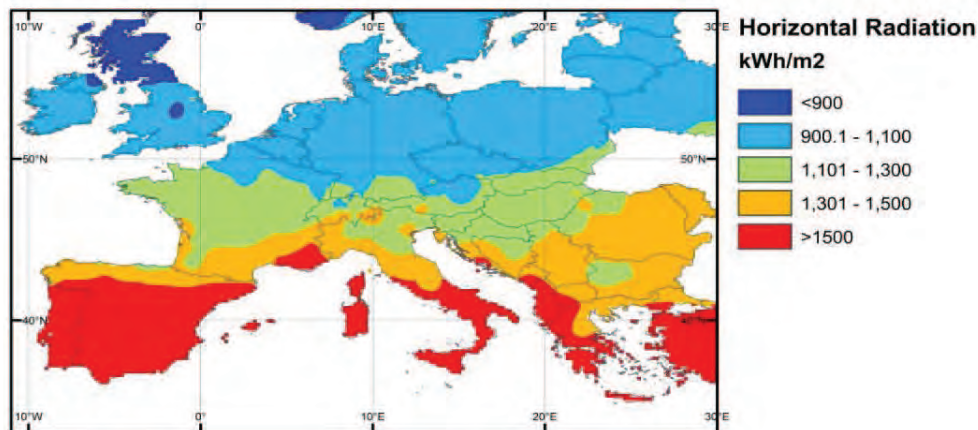 10°W 0° 10°E 20°E 30°E
50°N 50°N
40°N 40°N
10°W 0° 10°E 20°E 30°E
Horizontal Radiation
kWh/m2
<900
900.1 - 1,100
1,101 - 1,300
1,301 - 1,500
>1500